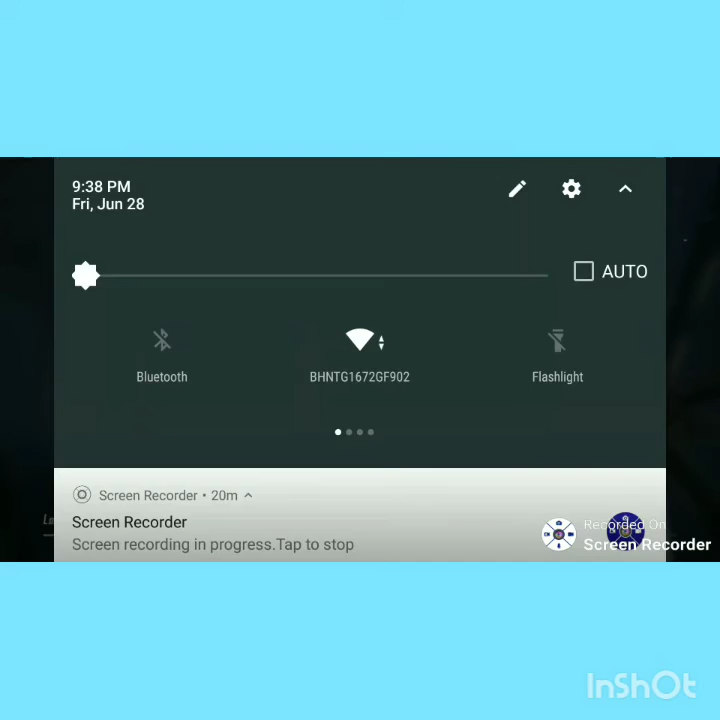 9:38 PM
Fri, Jun 28
AUTO
Bluetooth
BHNTG1672GF902
Flashlight
Screen Recorder • 20m
Screen Recorder
Screen recording in progress.Tap to stop
Recorded On
Screen Recorder
InShOt